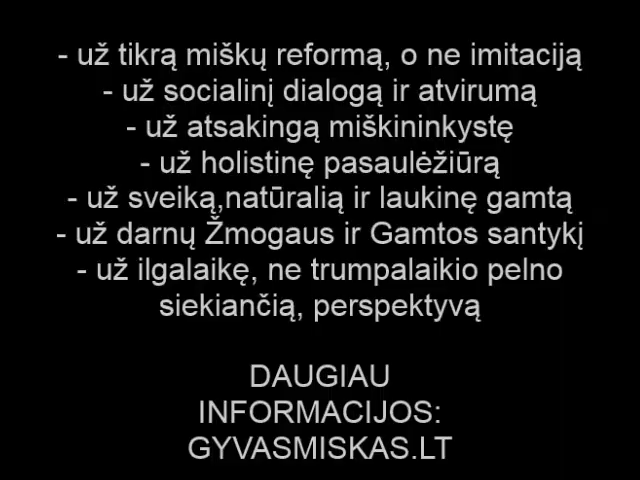 - už tikrą miškų reformą, o ne imitaciją
- už socialinį dialogą ir atvirumą
- už atsakingą miškininkystę
- už holistinę pasaulėžiūrą
- už sveiką,natūralią ir laukinę gamtą
- už darnų Žmogaus ir Gamtos santykį
- už ilgalaikę, ne trumpalaikio pelno
siekiančią, perspektyvą
DAUGIAU
INFORMACIJOS:
GYVASMISKAS.LT